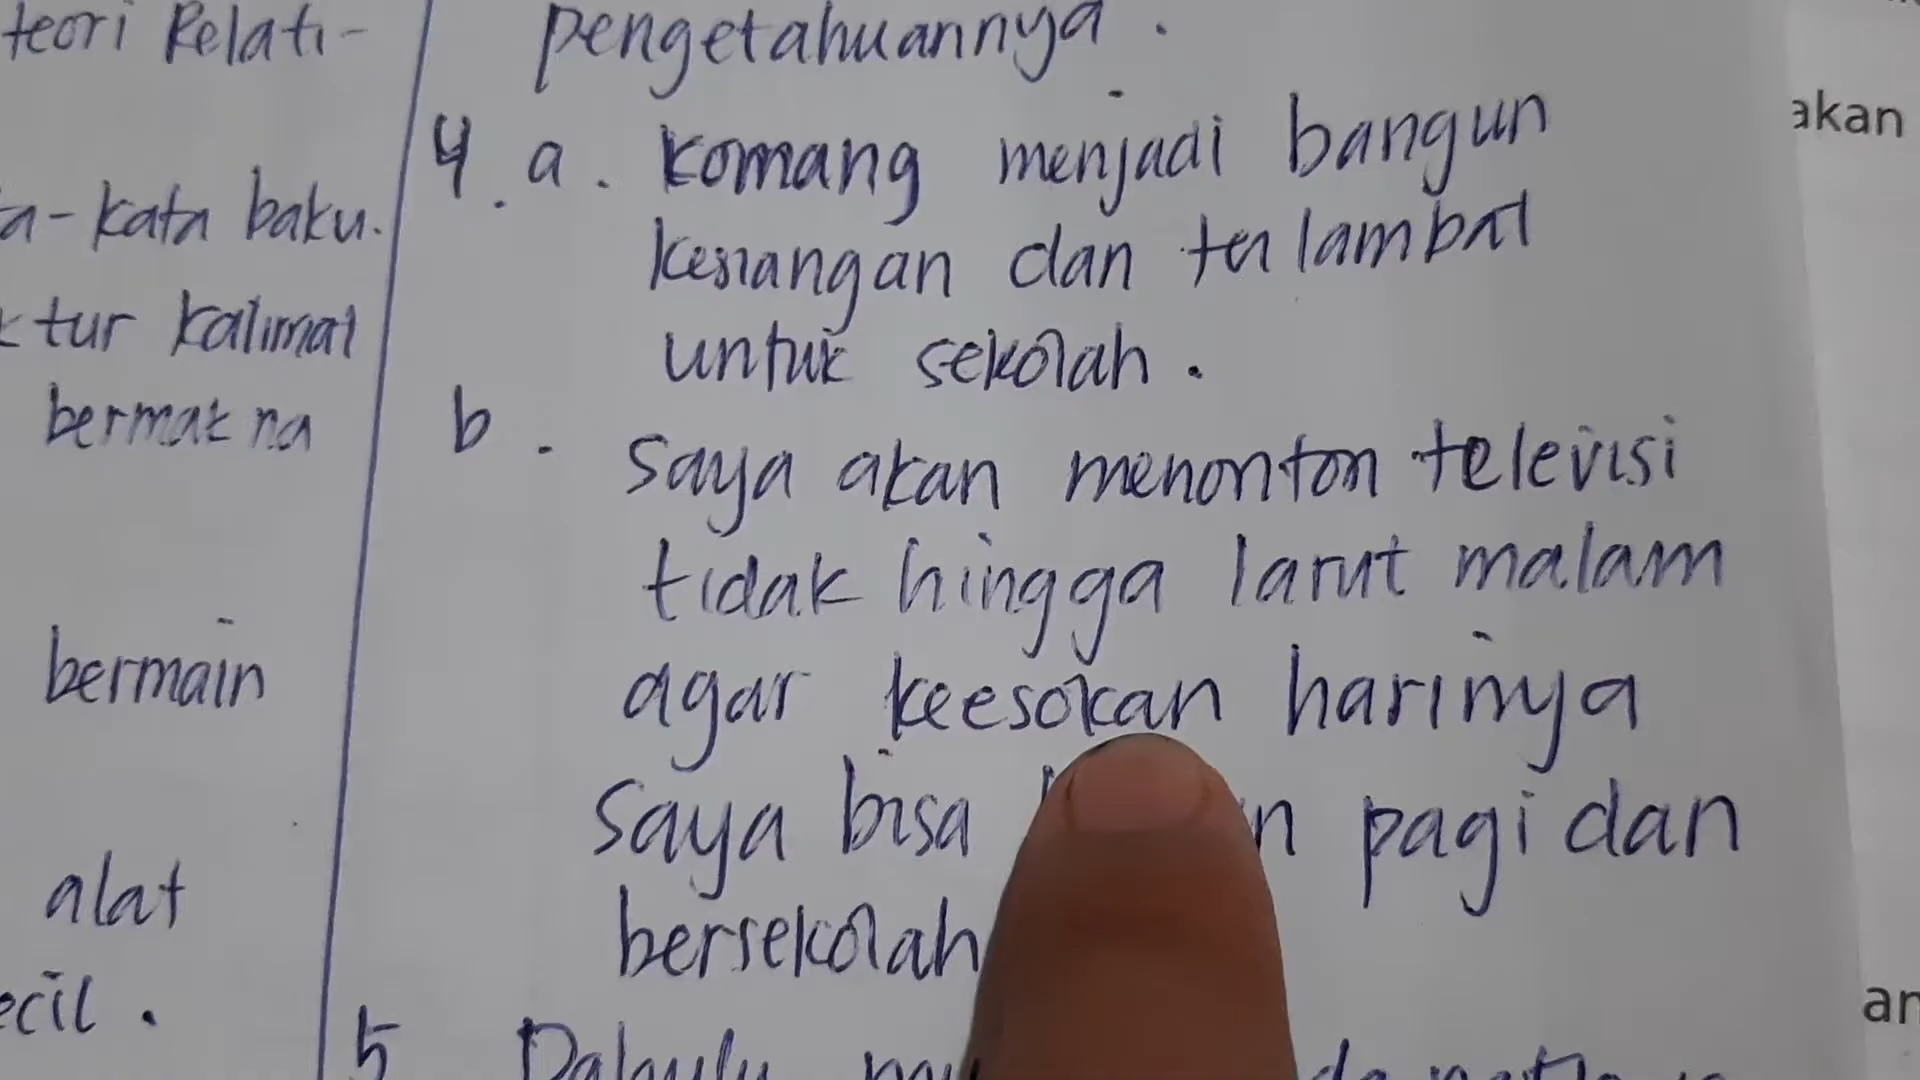 teori Relati-
a-kata baku.
tur kalimat
bermakna
bermain
alat
ecil.
pengetahuannya.
4. a. Komang menjadi bangun
kesiangan dan terlambat
untuk sekolah.
b. Saya akan menonton televisi
tidak hingga larut malam
agar keesokan harinya
Saya bisa n pagi dan
bersekolah
5 Dahulu
akan
an